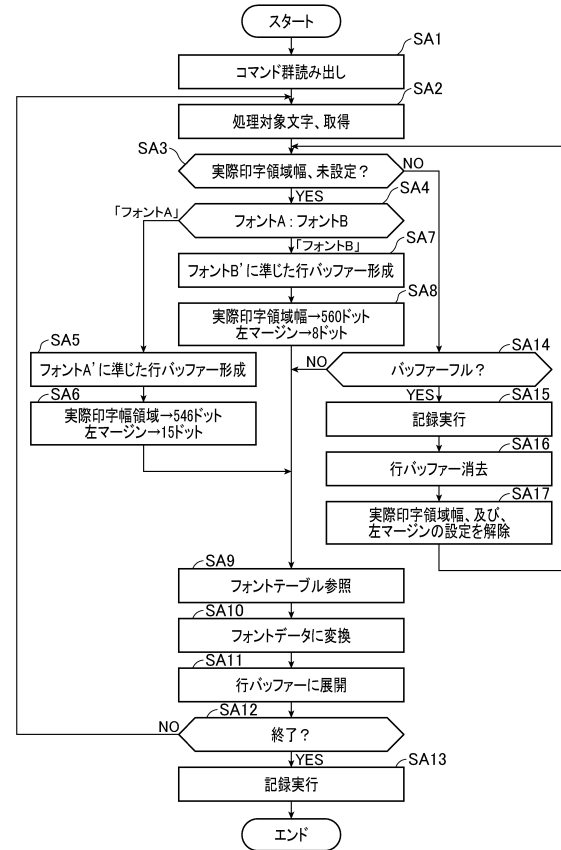 スタート
SA1
コマンド群読み出し
SA2
処理対象文字、取得
SA3
実際印字領域幅、未設定？
NO
YES
SA4
「フォントA」
フォントA：フォントB
「フォントB」
SA7
フォントB'に準じた行バッファー形成
SA8
実際印字領域幅→560ドット
左マージン→8ドット
SA5
フォントA'に準じた行バッファー形成
SA6
実際印字幅領域→546ドット
左マージン→15ドット
SA14
NO
バッファーフル？
YES
SA15
記録実行
SA16
行バッファー消去
SA17
実際印字領域幅、及び、
左マージンの設定を解除
SA9
フォントテーブル参照
SA10
フォントデータに変換
SA11
行バッファーに展開
SA12
NO
終了？
YES
SA13
記録実行
エンド